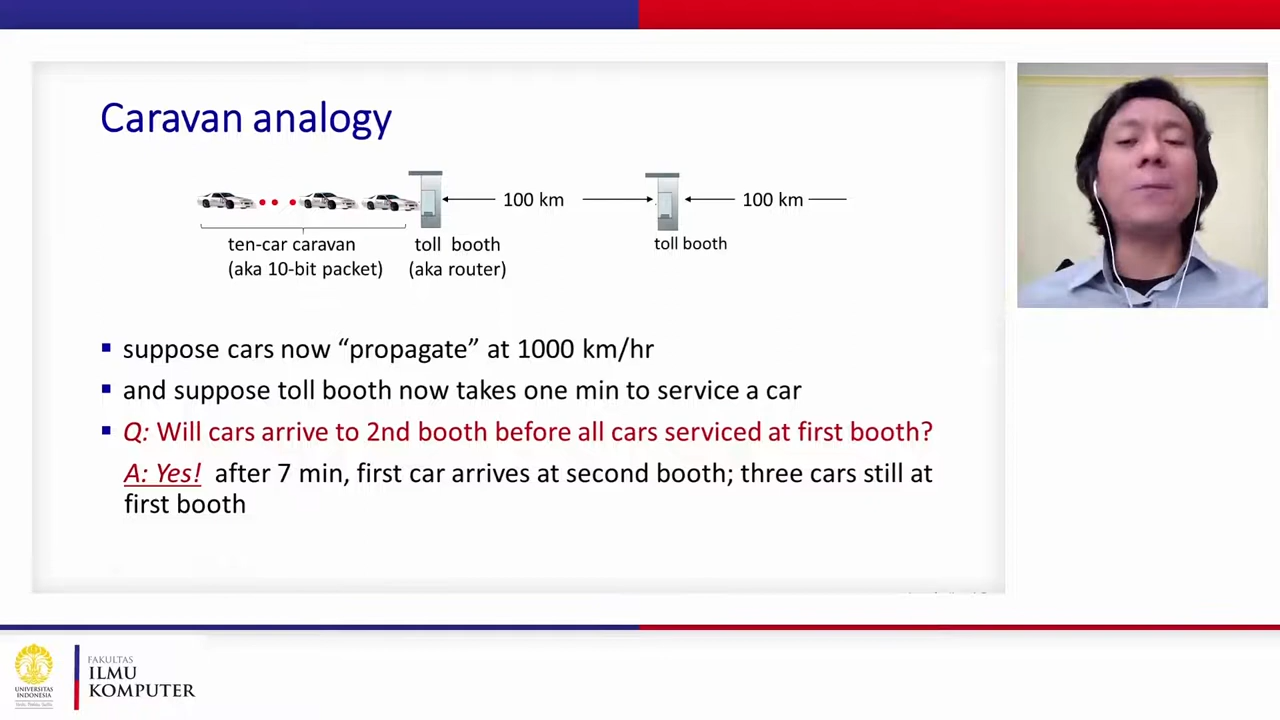 Caravan analogy
100 km
100 km
ten-car caravan
(aka 10-bit packet)
toll booth
(aka router)
toll booth
▪ suppose cars now “propagate” at 1000 km/hr
▪ and suppose toll booth now takes one min to service a car
▪ Q: Will cars arrive to 2nd booth before all cars serviced at first booth?
A: Yes! after 7 min, first car arrives at second booth; three cars still at
first booth
UNIVERSITAS
INDONESIA
FAKULTAS
ILMU
KOMPUTER